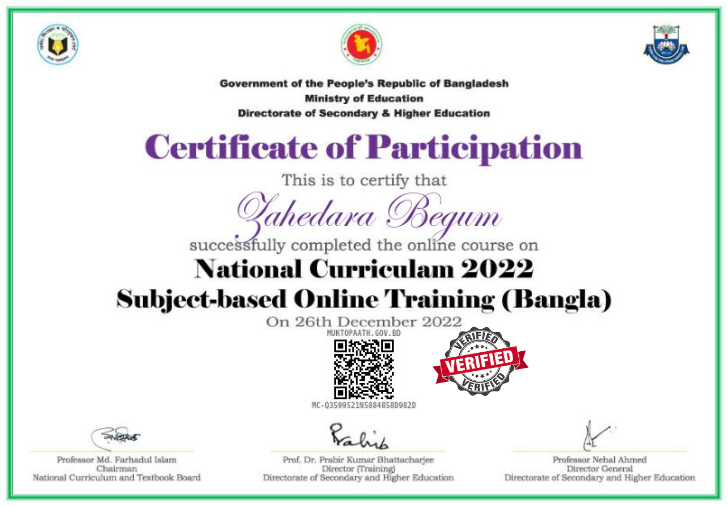 Government of the People's Republic of Bangladesh
Ministry of Education
Directorate of Secondary & Higher Education
Certificate of Participation
This is to certify that
Zahedara Begum
successfully completed the online course on
National Curriculam 2022
Subject-based Online Training (Bangla)
On 26th December 2022
MUKTOPAATH.GOV.BD
VERIFIED
VERIFIED
VERIFIED
MC-Q3599521N5884858D982D
Prabir
Professor Md. Farhadul Islam
Chairman
National Curriculum and Textbook Board
Prof. Dr. Prabir Kumar Bhattacharjee
Director (Training)
Directorate of Secondary and Higher Education
Professor Nehal Ahmed
Director General
Directorate of Secondary and Higher Education